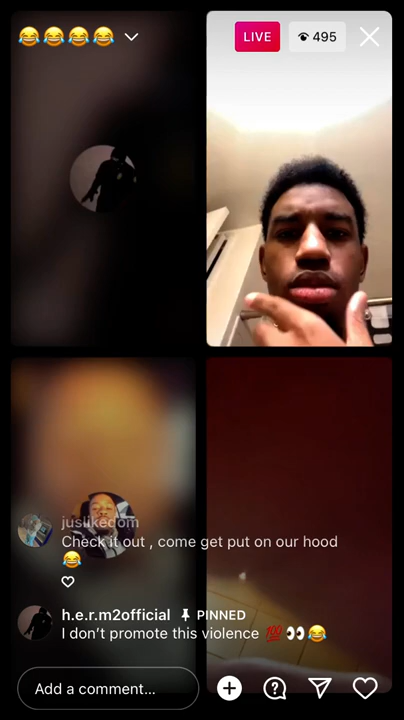 😂😂😂😂
LIVE 495
juslikedom
Check it out , come get put on our hood
😂
h.e.r.m2official PINNED
I don't promote this violence 💯👀😂
Add a comment...